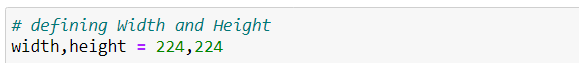 # defining Width and Height
width,height = 224,224